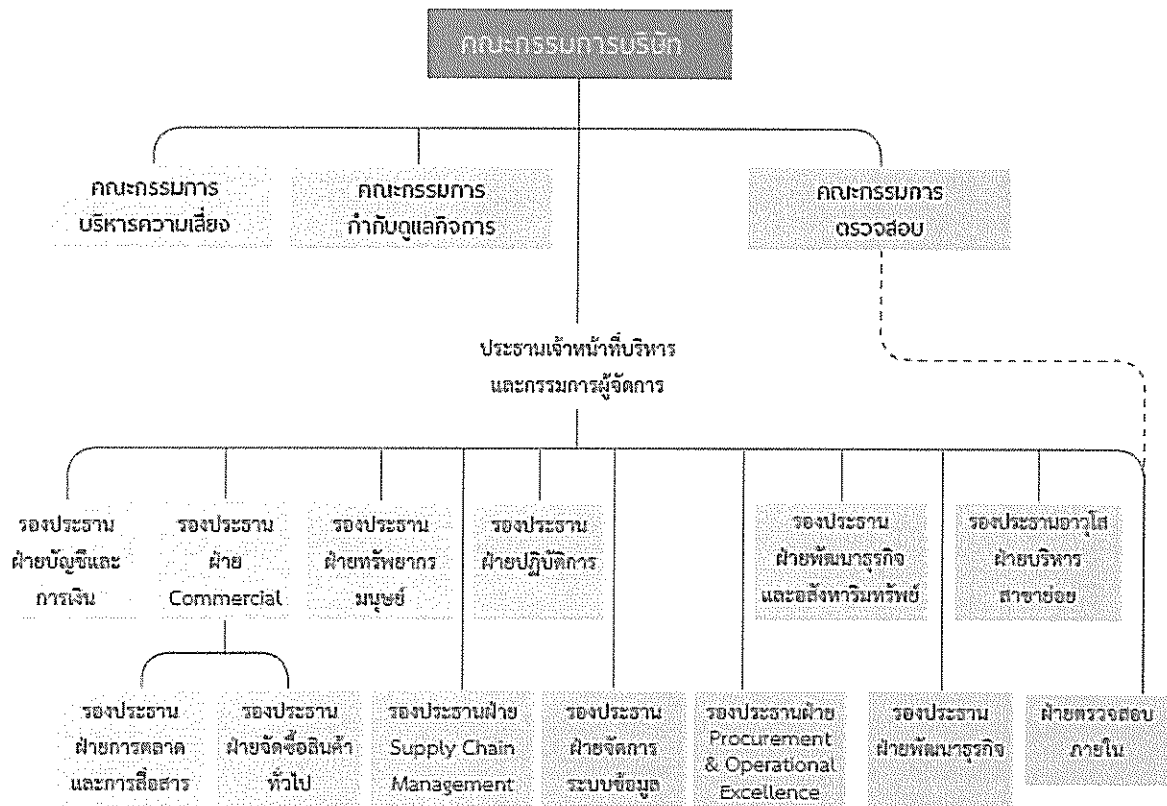 คณะกรรมการบริษัท
คณะกรรมการ
บริหารความเสี่ยง
คณะกรรมการ
กำกับดูแลกิจการ
คณะกรรมการ
ตรวจสอบ
ประธานเจ้าหน้าที่บริหาร
และกรรมการผู้จัดการ
รองประธาน
ฝ่ายบัญชีและ
การเงิน
รองประธาน
ฝ่าย
Commercial
รองประธาน
ฝ่ายทรัพยากร
มนุษย์
รองประธาน
ฝ่ายปฏิบัติการ
รองประธาน
ฝ่ายพัฒนาธุรกิจ
และอสังหาริมทรัพย์
รองประธานอาวุโส
ฝ่ายบริหาร
สาขาย่อย
รองประธาน
ฝ่ายการตลาด
และการสื่อสาร
รองประธาน
ฝ่ายจัดซื้อสินค้า
ทั่วไป
รองประธานฝ่าย
Supply Chain
Management
รองประธาน
ฝ่ายจัดการ
ระบบข้อมูล
รองประธานฝ่าย
Procurement
& Operational
Excellence
รองประธาน
ฝ่ายพัฒนาธุรกิจ
ฝ่ายตรวจสอบ
ภายใน